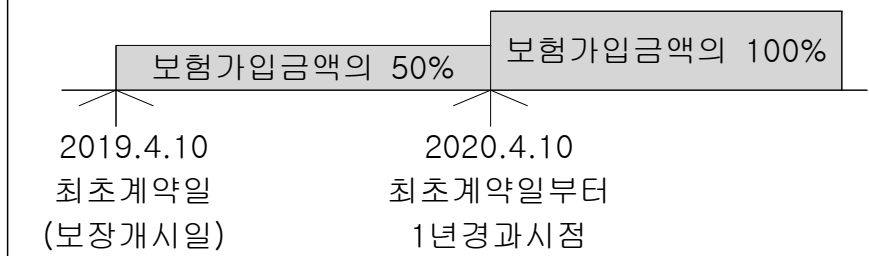 보험가입금액의 50%
보험가입금액의 100%
2019.4.10
최초계약일
(보장개시일)
2020.4.10
최초계약일부터
1년경과시점